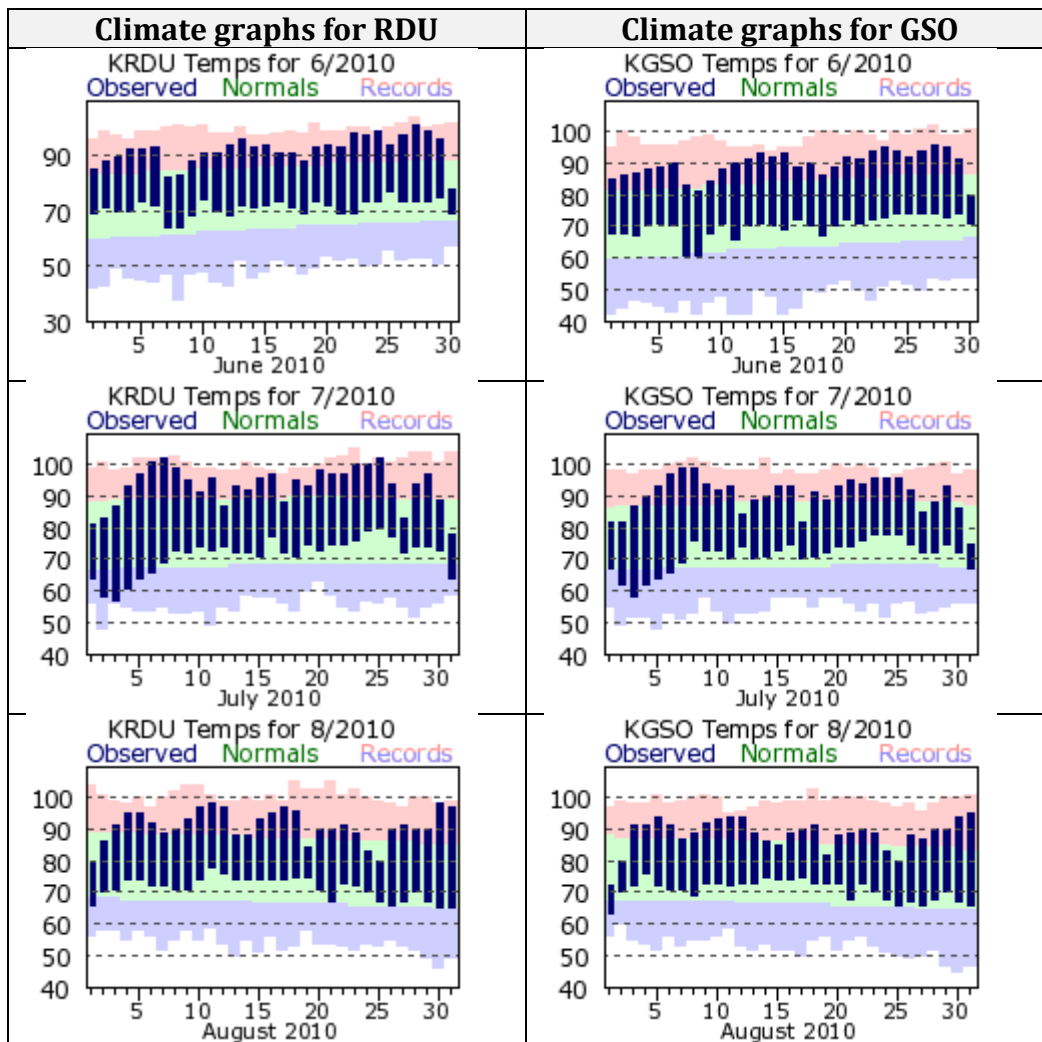 Climate graphs for RDU
Climate graphs for GSO
KRDU Temps for 6/2010
Observed Normals Records
90
70
50
30
5 10 15 20 25 30
June 2010
KGSO Temps for 6/2010
Observed Normals Records
100
90
80
70
60
50
40
5 10 15 20 25 30
June 2010
KRDU Temps for 7/2010
Observed Normals Records
100
90
80
70
60
50
40
5 10 15 20 25 30
July 2010
KGSO Temps for 7/2010
Observed Normals Records
100
90
80
70
60
50
40
5 10 15 20 25 30
July 2010
KRDU Temps for 8/2010
Observed Normals Records
100
90
80
70
60
50
40
5 10 15 20 25 30
August 2010
KGSO Temps for 8/2010
Observed Normals Records
100
90
80
70
60
50
40
5 10 15 20 25 30
August 2010